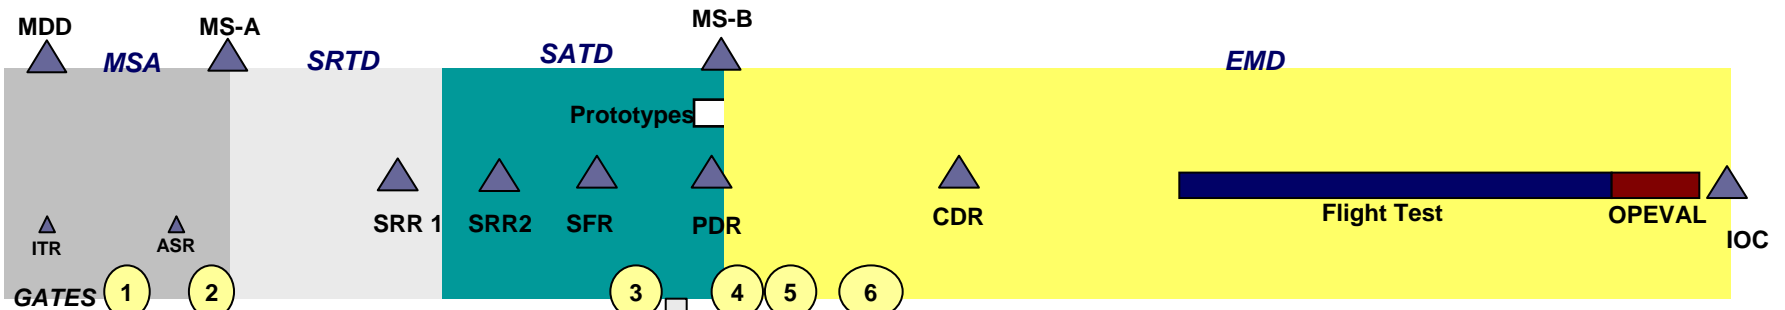 MDD
MS-A
MS-B
MSA
SRTD
SATD
EMD
Prototypes
SRR 1
SRR2
SFR
PDR
CDR
Flight Test
OPEVAL
IOC
ITR
ASR
GATES
1
2
3
4
5
6